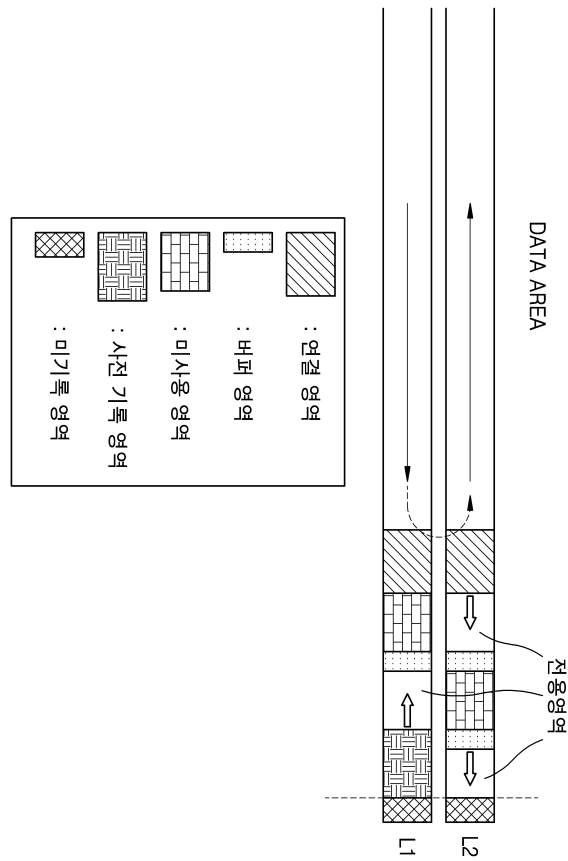 DATA AREA
전용영역
L2
L1
: 연결 영역
: 버퍼 영역
: 미사용 영역
: 사전 기록 영역
: 미기록 영역